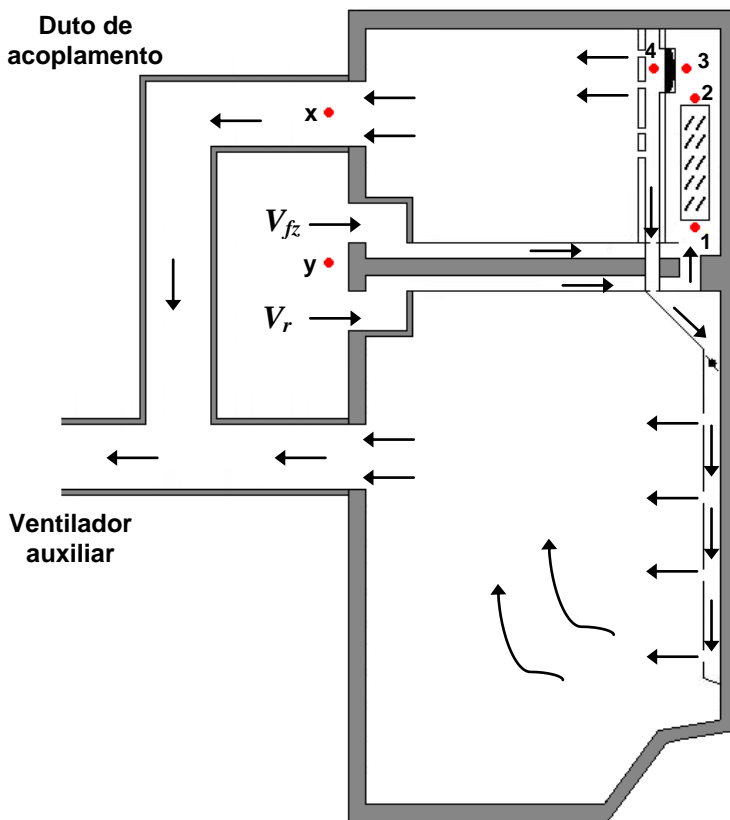 Duto de
acoplamento
4
3
2
x
V_fz
1
y
V_r
Ventilador
auxiliar